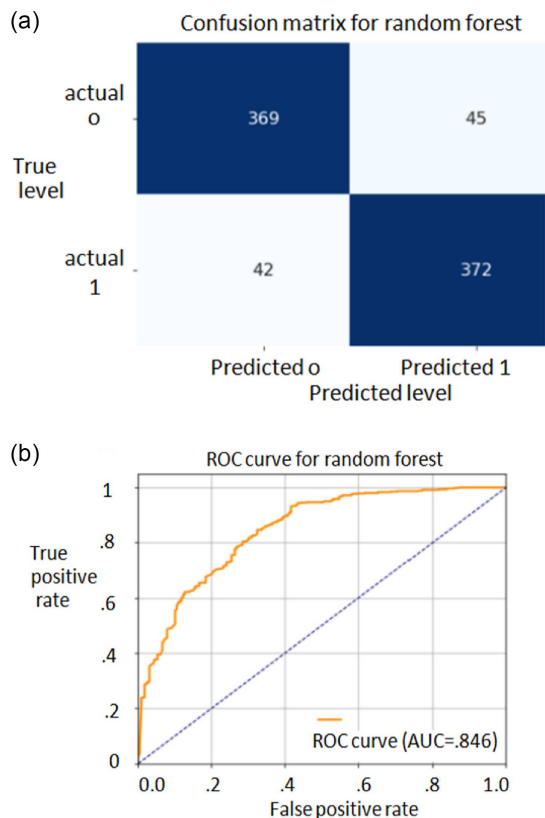 (a)
Confusion matrix for random forest
actual
o
369
45
True
level
actual
1
42
372
Predicted o
Predicted 1
Predicted level
(b)
ROC curve for random forest
1
True
positive
rate
.8
.6
.4
.2
0
ROC curve (AUC=.846)
0.0
.2
.4
.6
.8
1.0
False positive rate